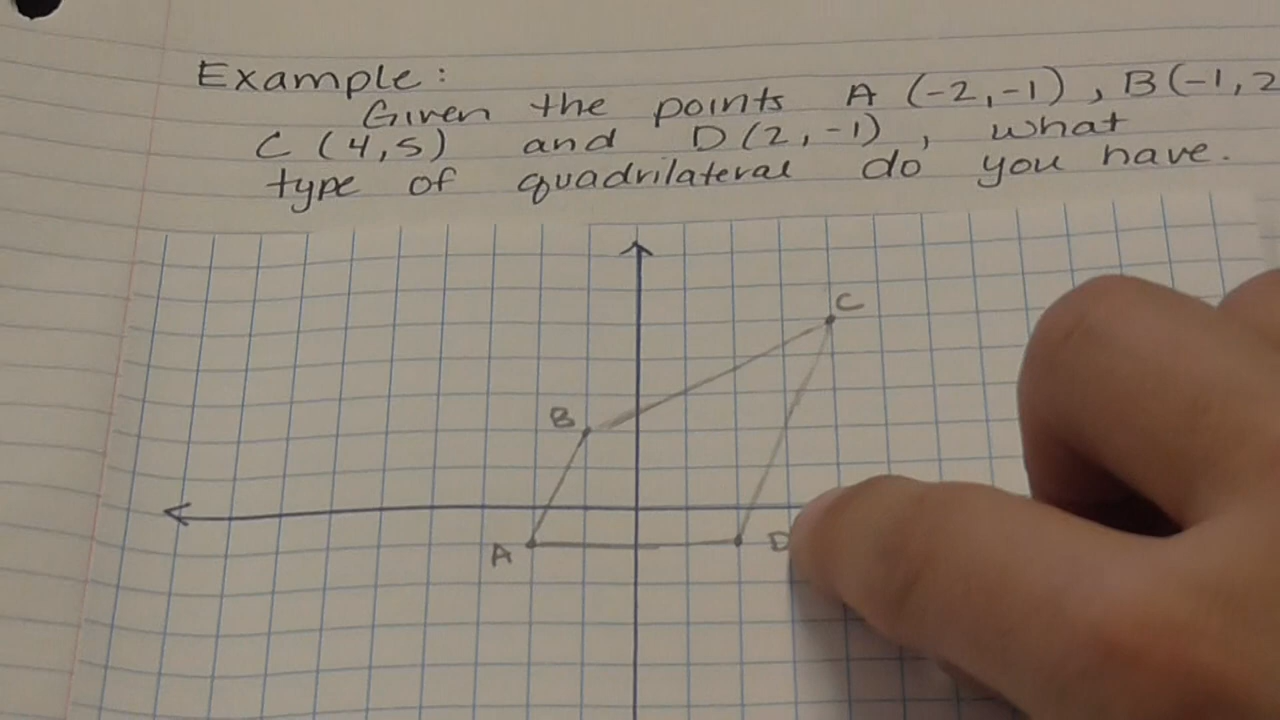 Example:
Given the points A (-2,-1), B(-1,2
C (4,5) and D(2,-1), what
type of quadrilateral do you have.
C
B
A
D